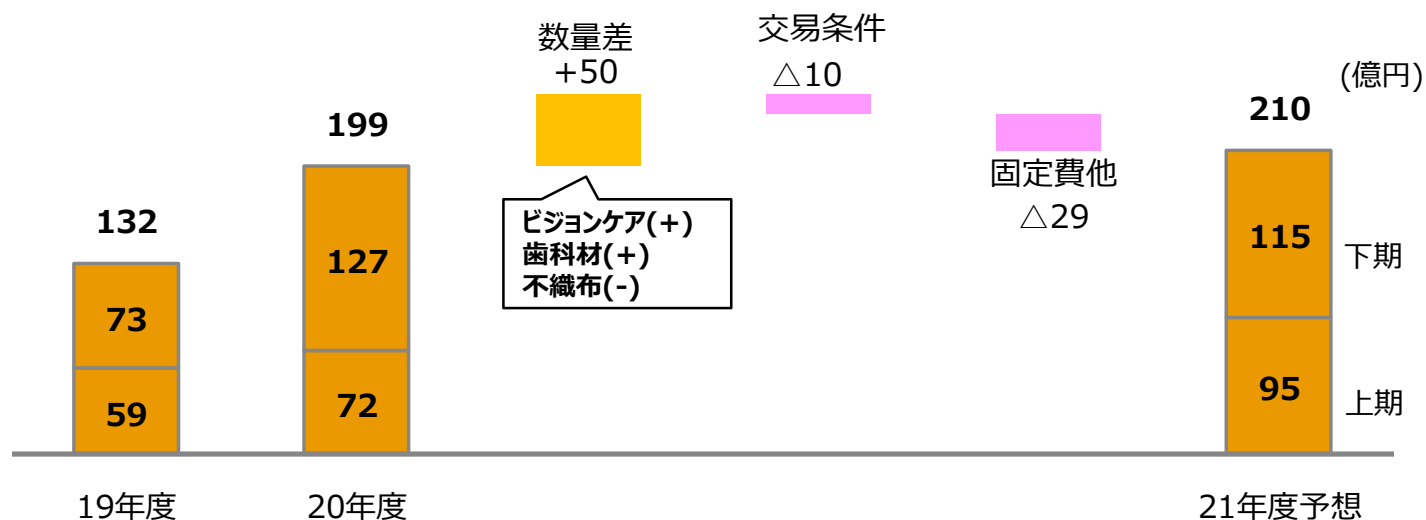 数量差
+50
交易条件
△10
(億円)
132
199
固定費他
△29
210
ビジョンケア(+)
歯科材(+)
不織布(-)
73
59
127
72
115
95
下期
上期
19年度
20年度
21年度予想